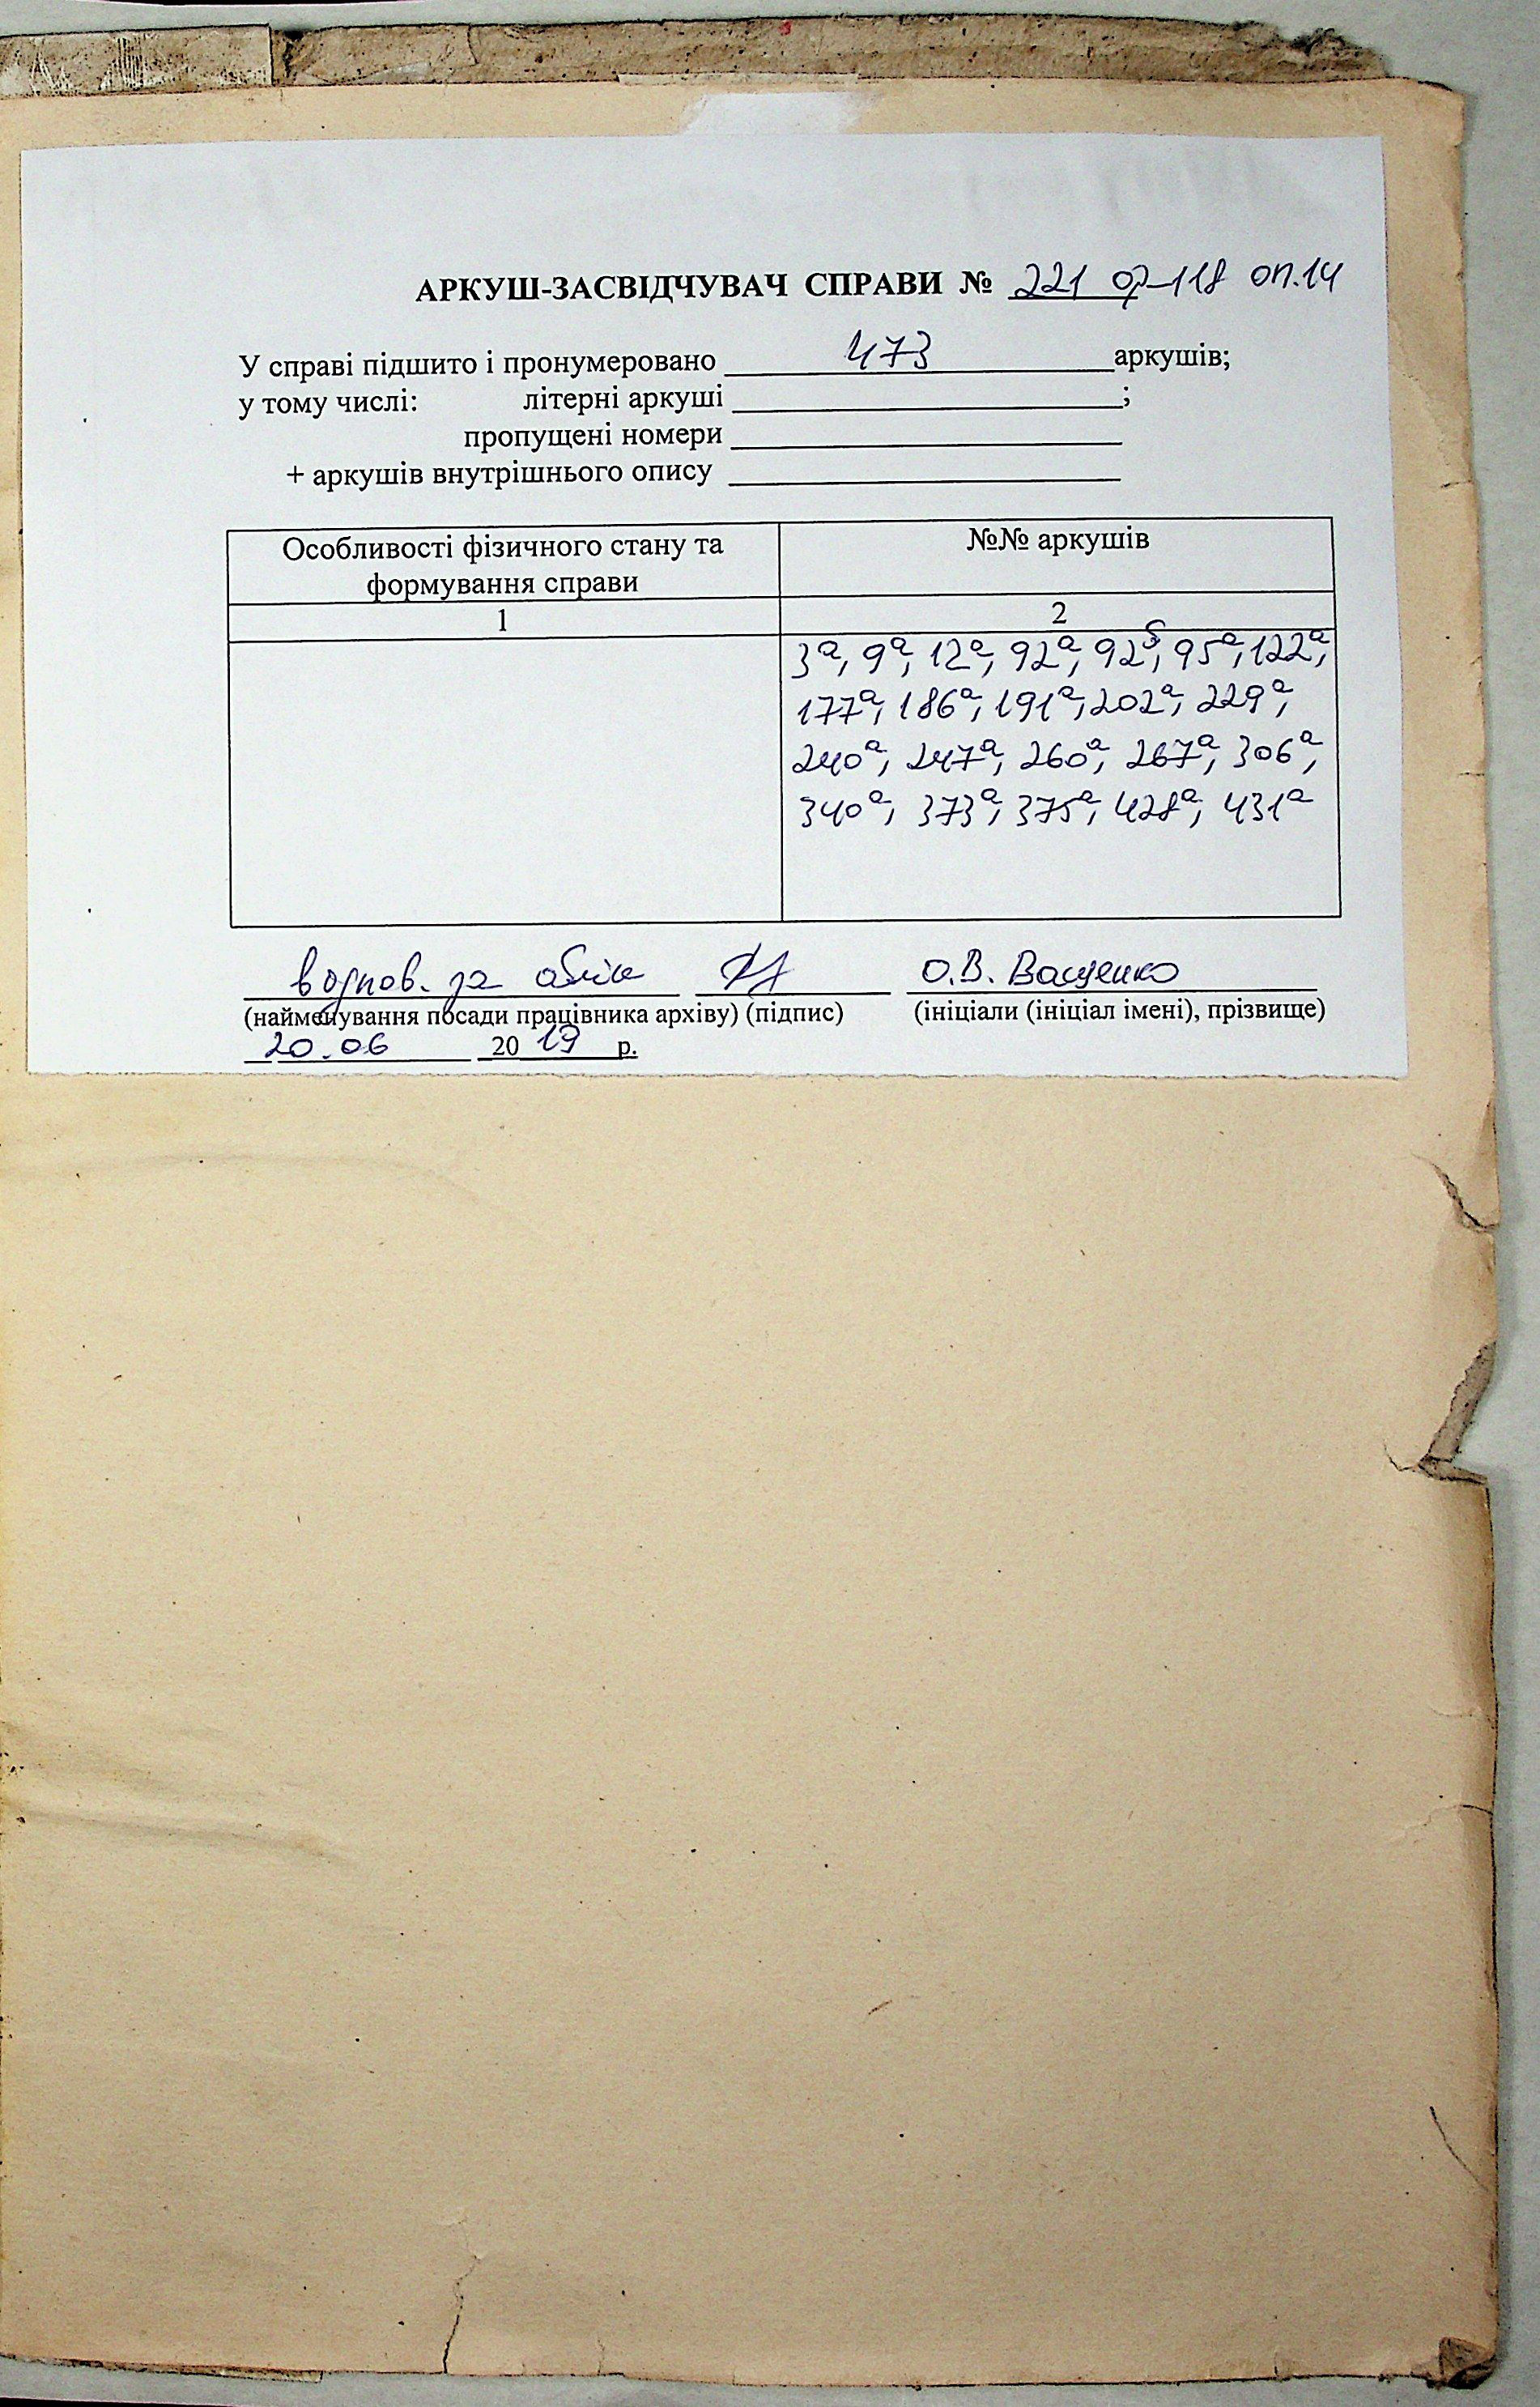 АРКУШ-ЗАСВІДЧУВАЧ СПРАВИ № 221 ф-118 оп.14
У справі підшито і пронумеровано 473 аркушів;
у тому числі: літерні аркуші ;
пропущені номери
+ аркушів внутрішнього опису
Особливості фізичного стану та формування справи №№ аркушів
1 2
3а, 9а, 12а, 92а, 92б, 95а, 122а,
177а, 186а, 191а, 202а, 229а,
240а, 247а, 260а, 267а, 306а,
340а, 373а, 375а, 428а, 431а
відпов. за облік О.В. Ващенко
(найменування посади працівника архіву) (підпис) (ініціали (ініціал імені), прізвище)
20.06 2019 р.